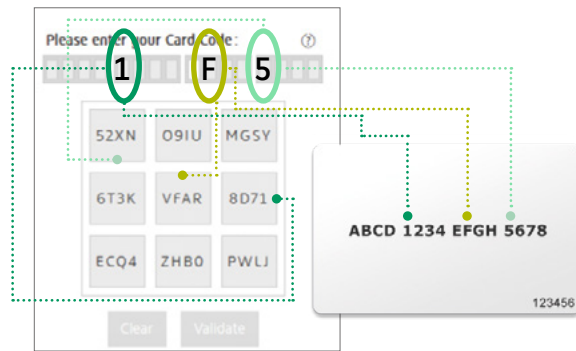 Please enter your Card Code:
?
1 F 5
52XN O9IU MGSY
6T3K VFAR 8D71
ECQ4 ZHB0 PWLJ
ABCD 1234 EFGH 5678
123456
Clear Validate